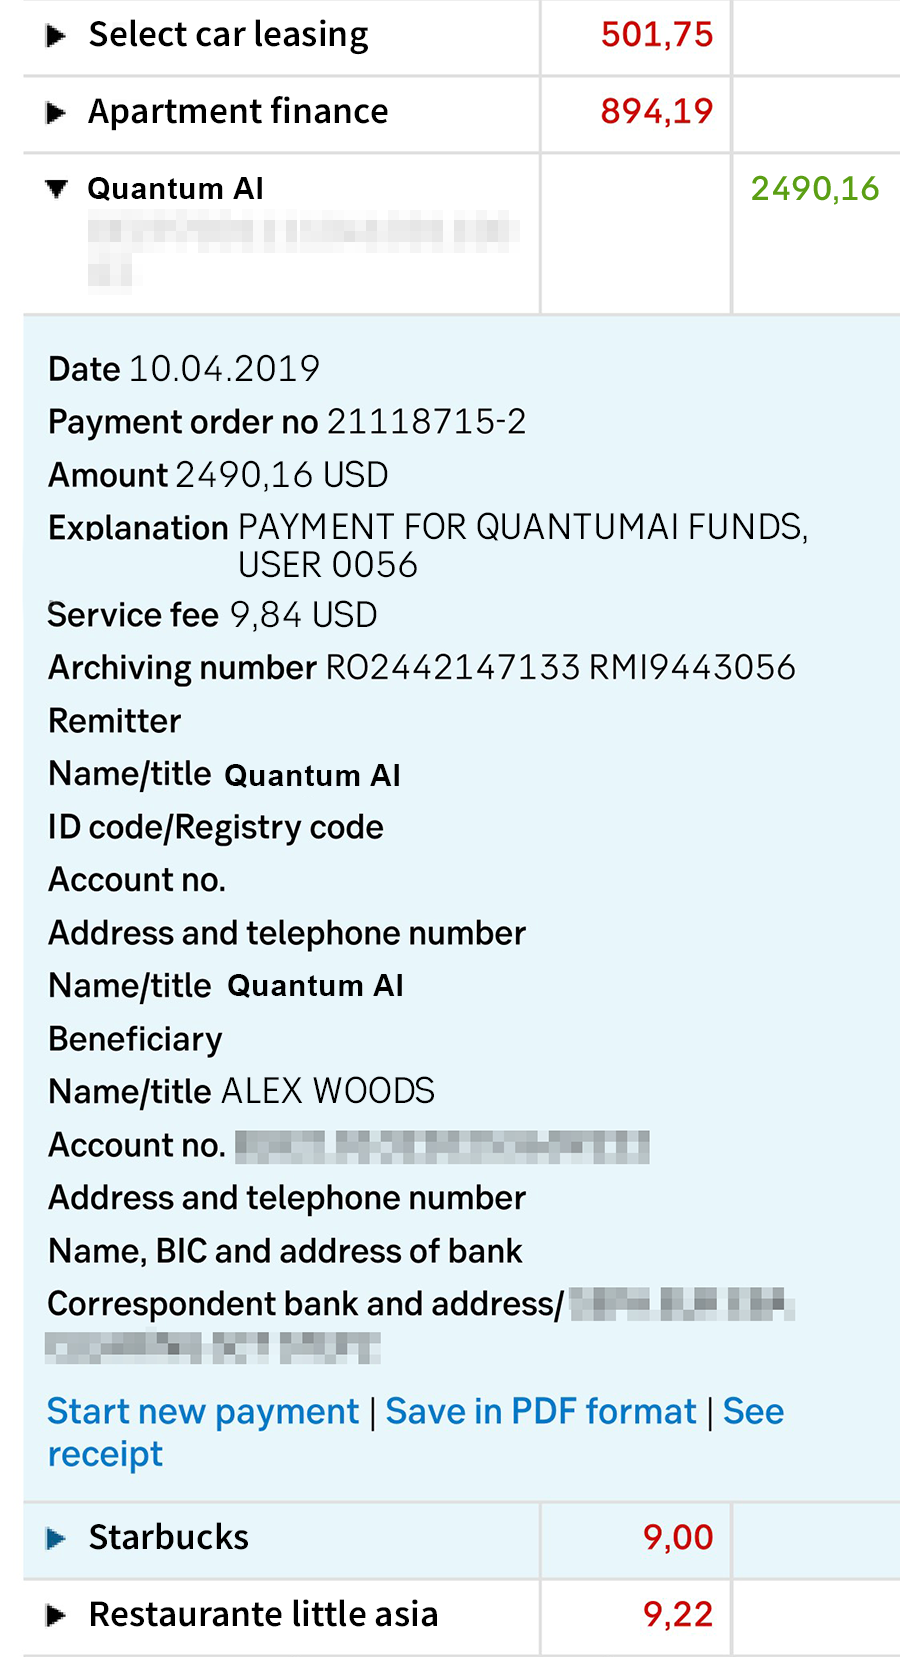 Select car leasing 501,75
Apartment finance 894,19
Quantum AI 2490,16
Date 10.04.2019
Payment order no 21118715-2
Amount 2490,16 USD
Explanation PAYMENT FOR QUANTUMAI FUNDS,
USER 0056
Service fee 9,84 USD
Archiving number RO2442147133 RMI9443056
Remitter
Name/title Quantum AI
ID code/Registry code
Account no.
Address and telephone number
Name/title Quantum AI
Beneficiary
Name/title ALEX WOODS
Account no.
Address and telephone number
Name, BIC and address of bank
Correspondent bank and address/
Start new payment | Save in PDF format | See
receipt
Starbucks 9,00
Restaurante little asia 9,22